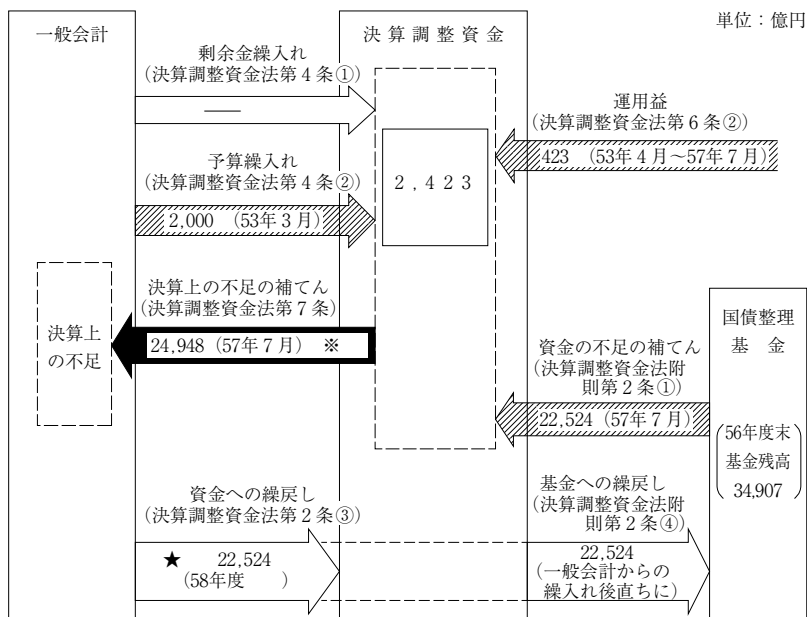 単位：億円
一般会計
決算調整資金
剰余金繰入れ
(決算調整資金法第4条①)
——
運用益
(決算調整資金法第6条②)
423 (53年4月～57年7月)
2,423
予算繰入れ
(決算調整資金法第4条②)
2,000 (53年3月)
決算上の不足の補てん
(決算調整資金法第7条)
24,948 (57年7月) ※
決算上
の不足
国債整理
基金
資金の不足の補てん
(決算調整資金法附
則第2条①)
22,524 (57年7月)
(56年度末
基金残高
34,907)
資金への繰戻し
(決算調整資金法第2条③)
★ 22,524
(58年度 )
基金への繰戻し
(決算調整資金法附
則第2条④)
22,524
(一般会計からの
繰入れ後直ちに)